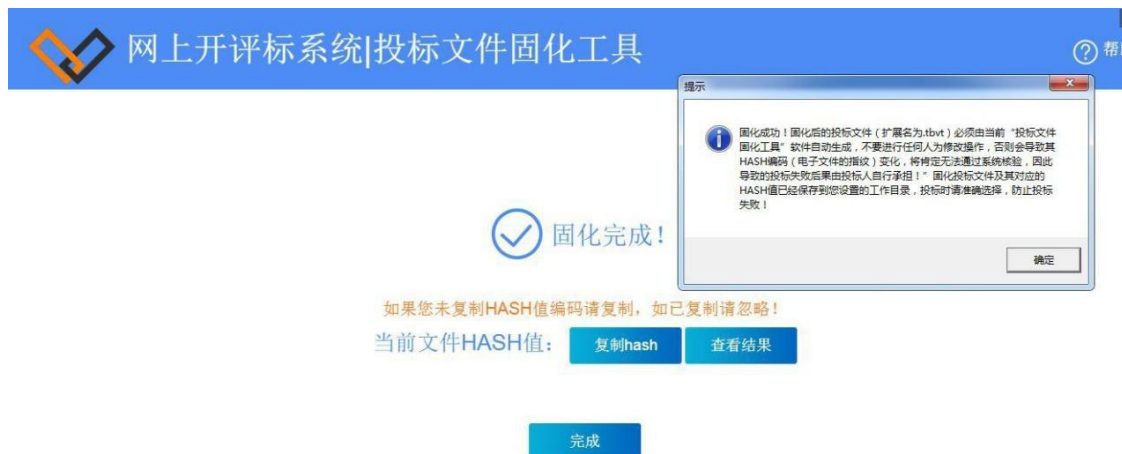 网上开评标系统|投标文件固化工具
提示
固化成功！固化后的投标文件（扩展名为.tbvt）必须由当前“投标文件
固化工具”软件自动生成，不要进行任何人为修改操作，否则会导致其
HASH编码（电子文件的指纹）变化，将肯定无法通过系统核验，因此
导致的投标失败后果由投标人自行承担！”固化投标文件及其对应的
HASH值已经保存到您设置的工作目录，投标时请准确选择，防止投标
失败！
确定
固化完成！
如果您未复制HASH值编码请复制，如已复制请忽略！
当前文件HASH值：
复制hash
查看结果
完成